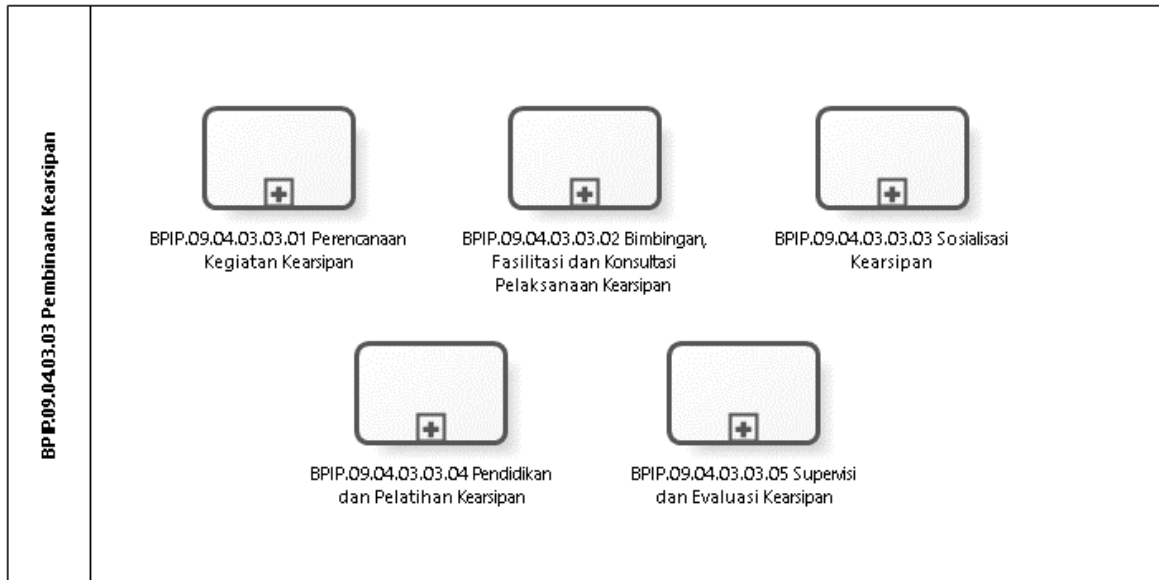 BPIP.09.04.03.03 Pembinaan Kearsipan
BPIP.09.04.03.03.01 Perencanaan
Kegiatan Kearsipan
BPIP.09.04.03.03.02 Bimbingan,
Fasilitasi dan Konsultasi
Pelaksanaan Kearsipan
BPIP.09.04.03.03.03 Sosialisasi
Kearsipan
BPIP.09.04.03.03.04 Pendidikan
dan Pelatihan Kearsipan
BPIP.09.04.03.03.05 Supervisi
dan Evaluasi Kearsipan